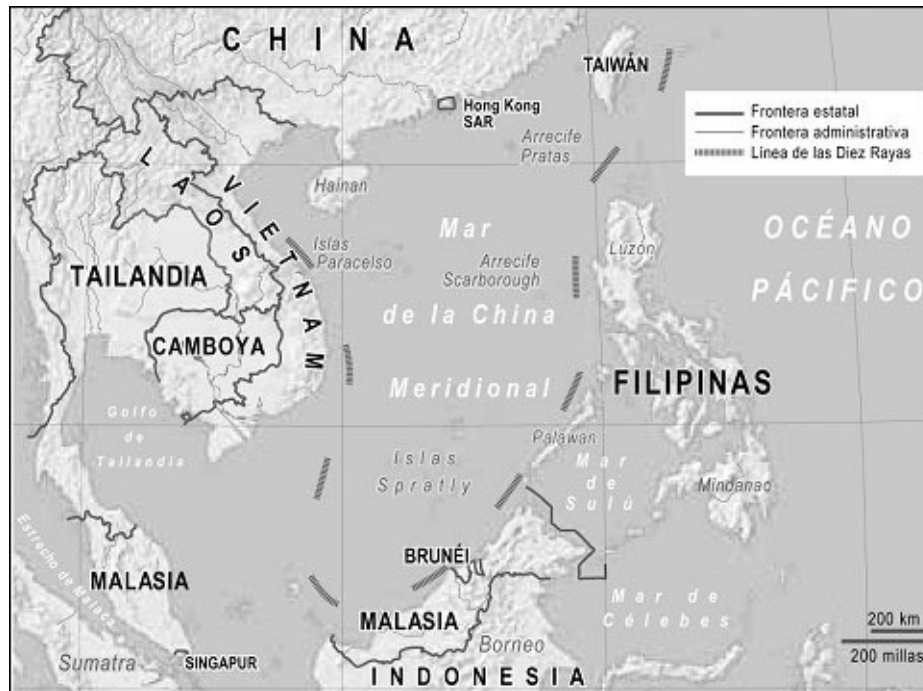 CHINA
TAIWÁN
Hong Kong
SAR
Frontera estatal
Frontera administrativa
Línea de las Diez Rayas
Arrecife
Pratas
Hainan
LAOS
VIETNAM
Mar
de la China
Meridional
Luzón
OCÉANO
PÁCIFICO
Islas
Paracelso
Arrecife
Scarborough
TAILANDIA
CAMBOYA
FILIPINAS
Golfo
de
Tailandia
Palawan
Islas
Spratly
Mar
de
Sulú
Mindanao
Estrecho de Malaca
BRUNÉI
MALASIA
MALASIA
Mar de
Célebes
200 km
200 millas
Sumatra
SINGAPUR
Borneo
INDONESIA